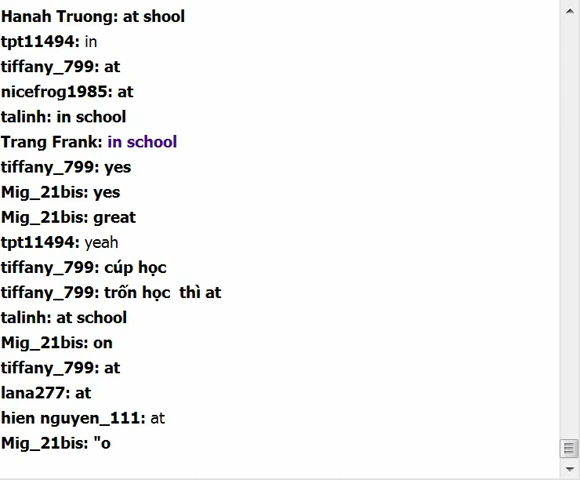 Hanah Truong: at shool
tpt11494: in
tiffany_799: at
nicefrog1985: at
talinh: in school
Trang Frank: in school
tiffany_799: yes
Mig_21bis: yes
Mig_21bis: great
tpt11494: yeah
tiffany_799: cúp học
tiffany_799: trốn học  thì at
talinh: at school
Mig_21bis: on
tiffany_799: at
lana277: at
hien nguyen_111: at
Mig_21bis: "o